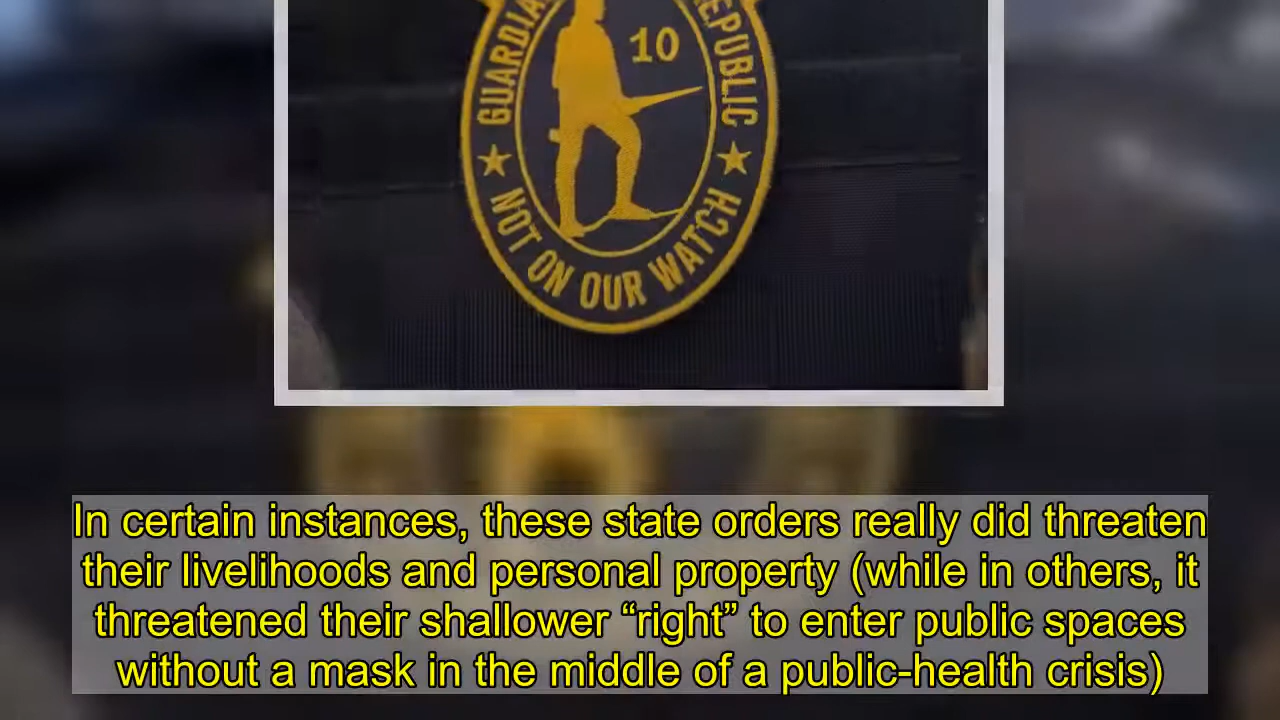 GUARDIA
REPUBLIC
10
NOT ON OUR WATCH
In certain instances, these state orders really did threaten
their livelihoods and personal property (while in others, it
threatened their shallower “right” to enter public spaces
without a mask in the middle of a public-health crisis)